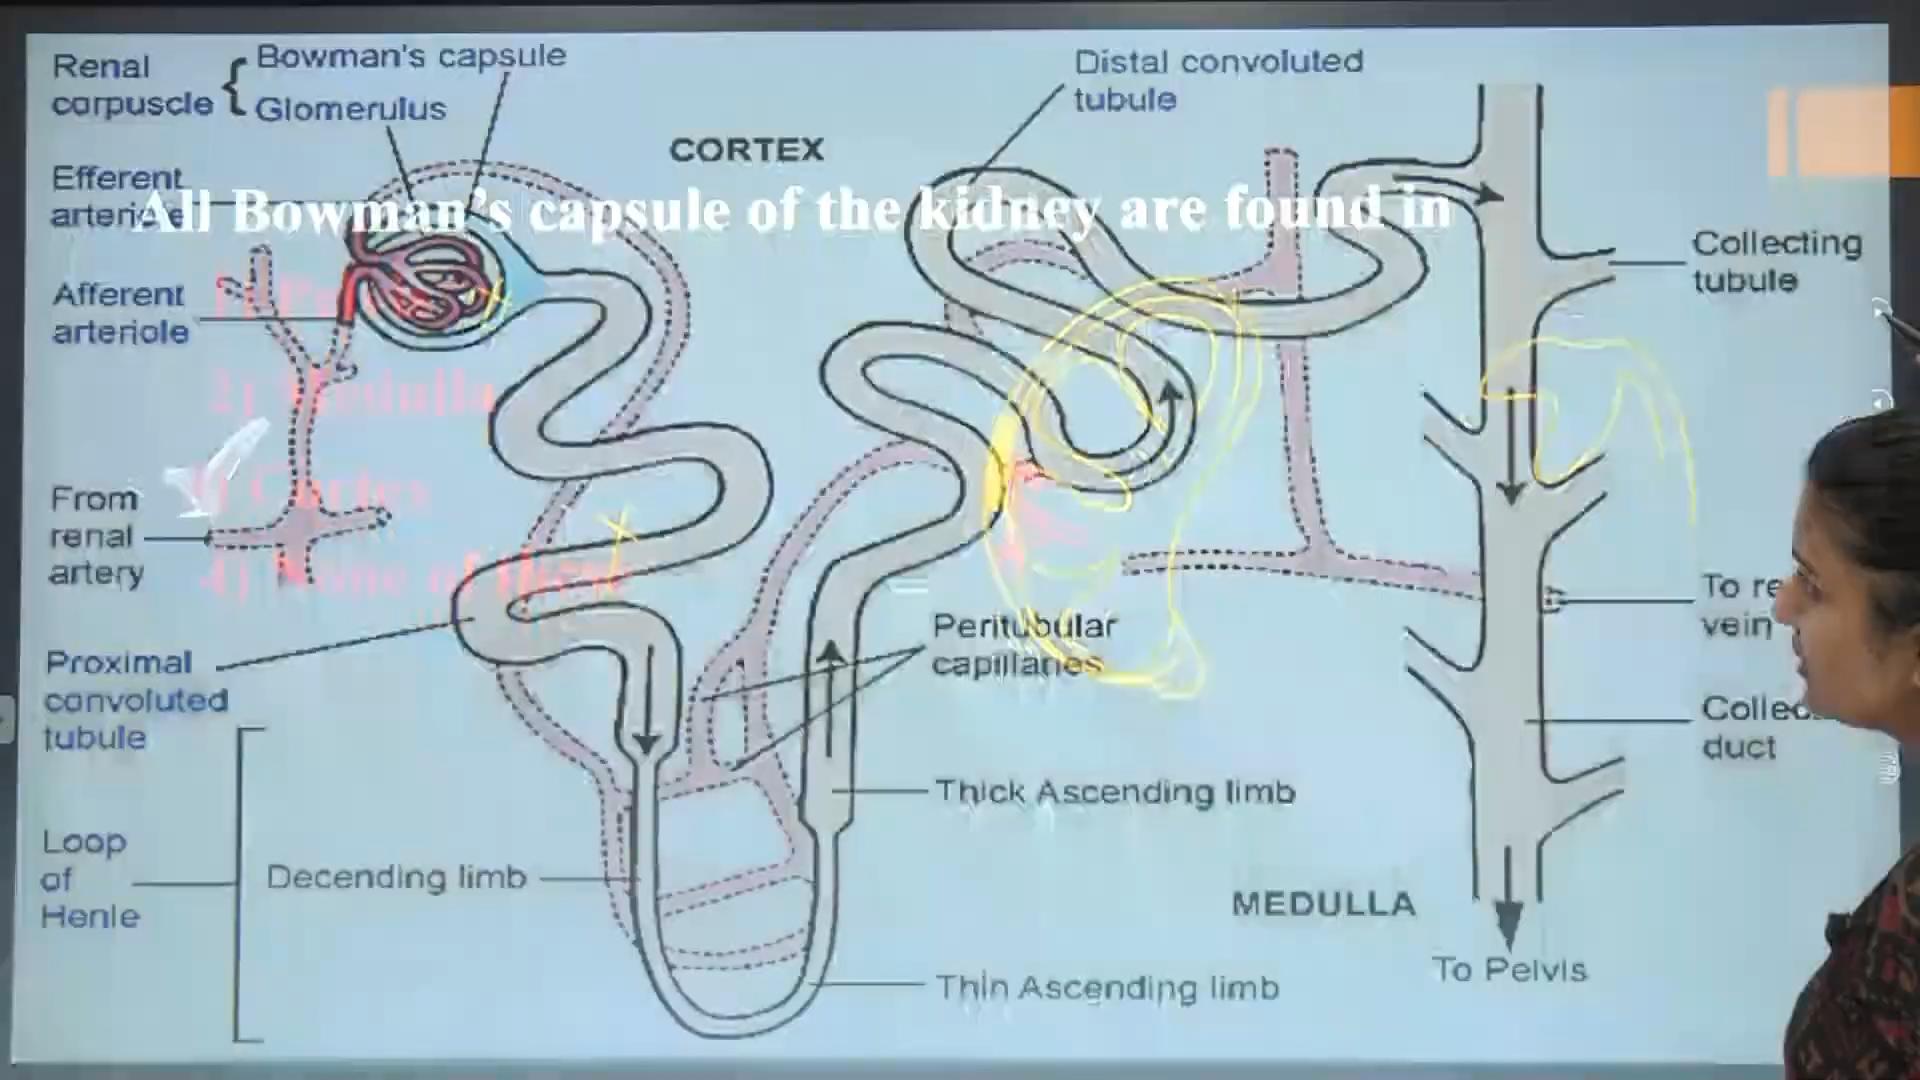 Renal
corpuscle
Bowman's capsule
Glomerulus
Distal convoluted
tubule
CORTEX
Efferent
arteriole
All Bowman's capsule of the kidney are found in
Collecting
tubule
Afferent
arteriole
2) Medulla
Cortex
From
renal
artery
4) None of them
Peritubular
capillaries
To re
vein
Proximal
convoluted
tubule
Collec
duct
Thick Ascending limb
Loop
of
Henle
Decending limb
MEDULLA
To Pelvis
Thin Ascending limb